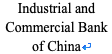 Industrial and
Commercial Bank
of China↵